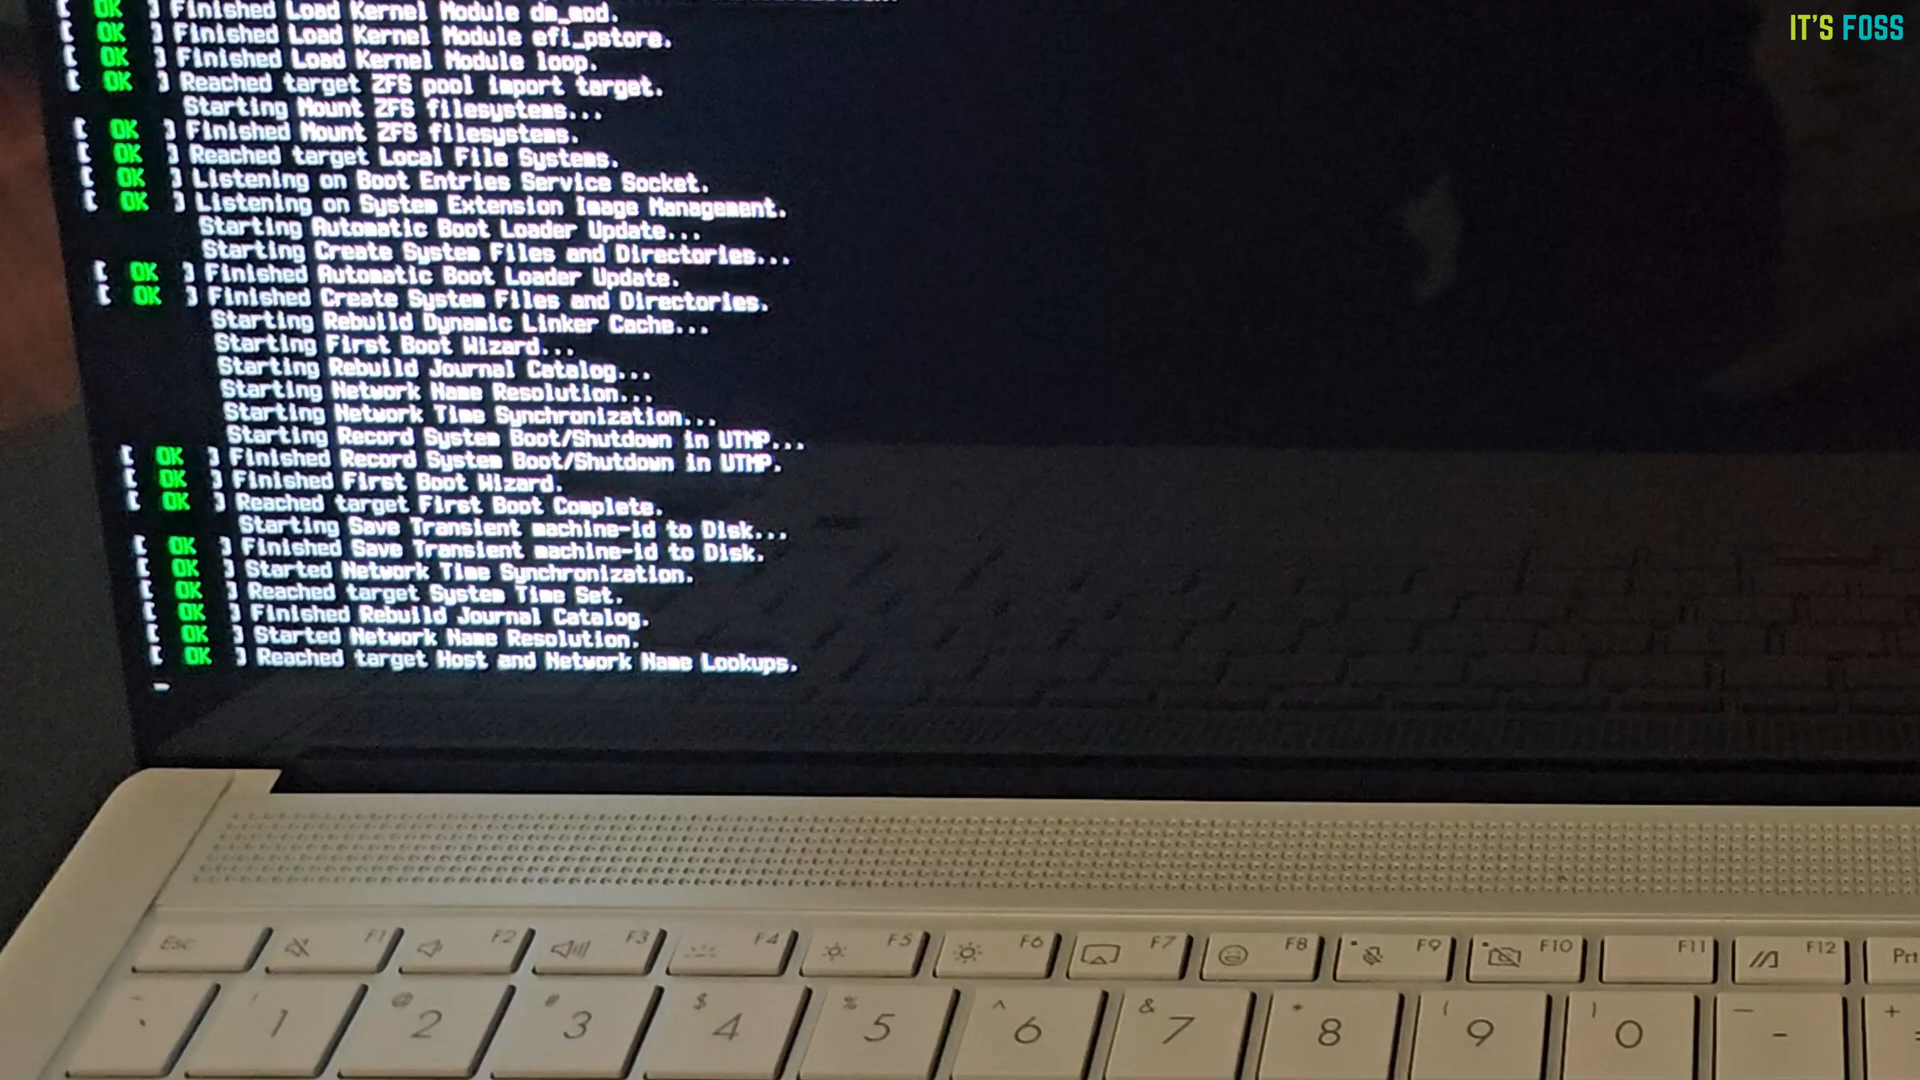 IT'S FOSS
[ OK ] Finished Load Kernel Module dm_mod.
[ OK ] Finished Load Kernel Module efi_pstore.
[ OK ] Finished Load Kernel Module loop.
[ OK ] Reached target ZFS pool import target.
Starting Mount ZFS filesystems...
[ OK ] Finished Mount ZFS filesystems.
[ OK ] Reached target Local File Systems.
[ OK ] Listening on Boot Entries Service Socket.
[ OK ] Listening on System Extension Image Management.
Starting Automatic Boot Loader Update...
Starting Create System Files and Directories...
[ OK ] Finished Automatic Boot Loader Update.
[ OK ] Finished Create System Files and Directories.
Starting Rebuild Dynamic Linker Cache...
Starting First Boot Wizard...
Starting Rebuild Journal Catalog...
Starting Network Name Resolution...
Starting Network Time Synchronization...
Starting Record System Boot/Shutdown in UTMP...
[ OK ] Finished Record System Boot/Shutdown in UTMP.
[ OK ] Finished First Boot Wizard.
[ OK ] Reached target First Boot Complete.
Starting Save Transient machine-id to Disk...
[ OK ] Finished Save Transient machine-id to Disk.
[ OK ] Started Network Time Synchronization.
[ OK ] Reached target System Time Set.
[ OK ] Finished Rebuild Journal Catalog.
[ OK ] Started Network Name Resolution.
[ OK ] Reached target Host and Network Name Lookups.
Esc F1 F2 F3 F4 F5 F6 F7 F8 F9 F10 F11 F12 Prt
~ ! @ # $ % ^ & * ( ) _ +
` 1 2 3 4 5 6 7 8 9 0 - =